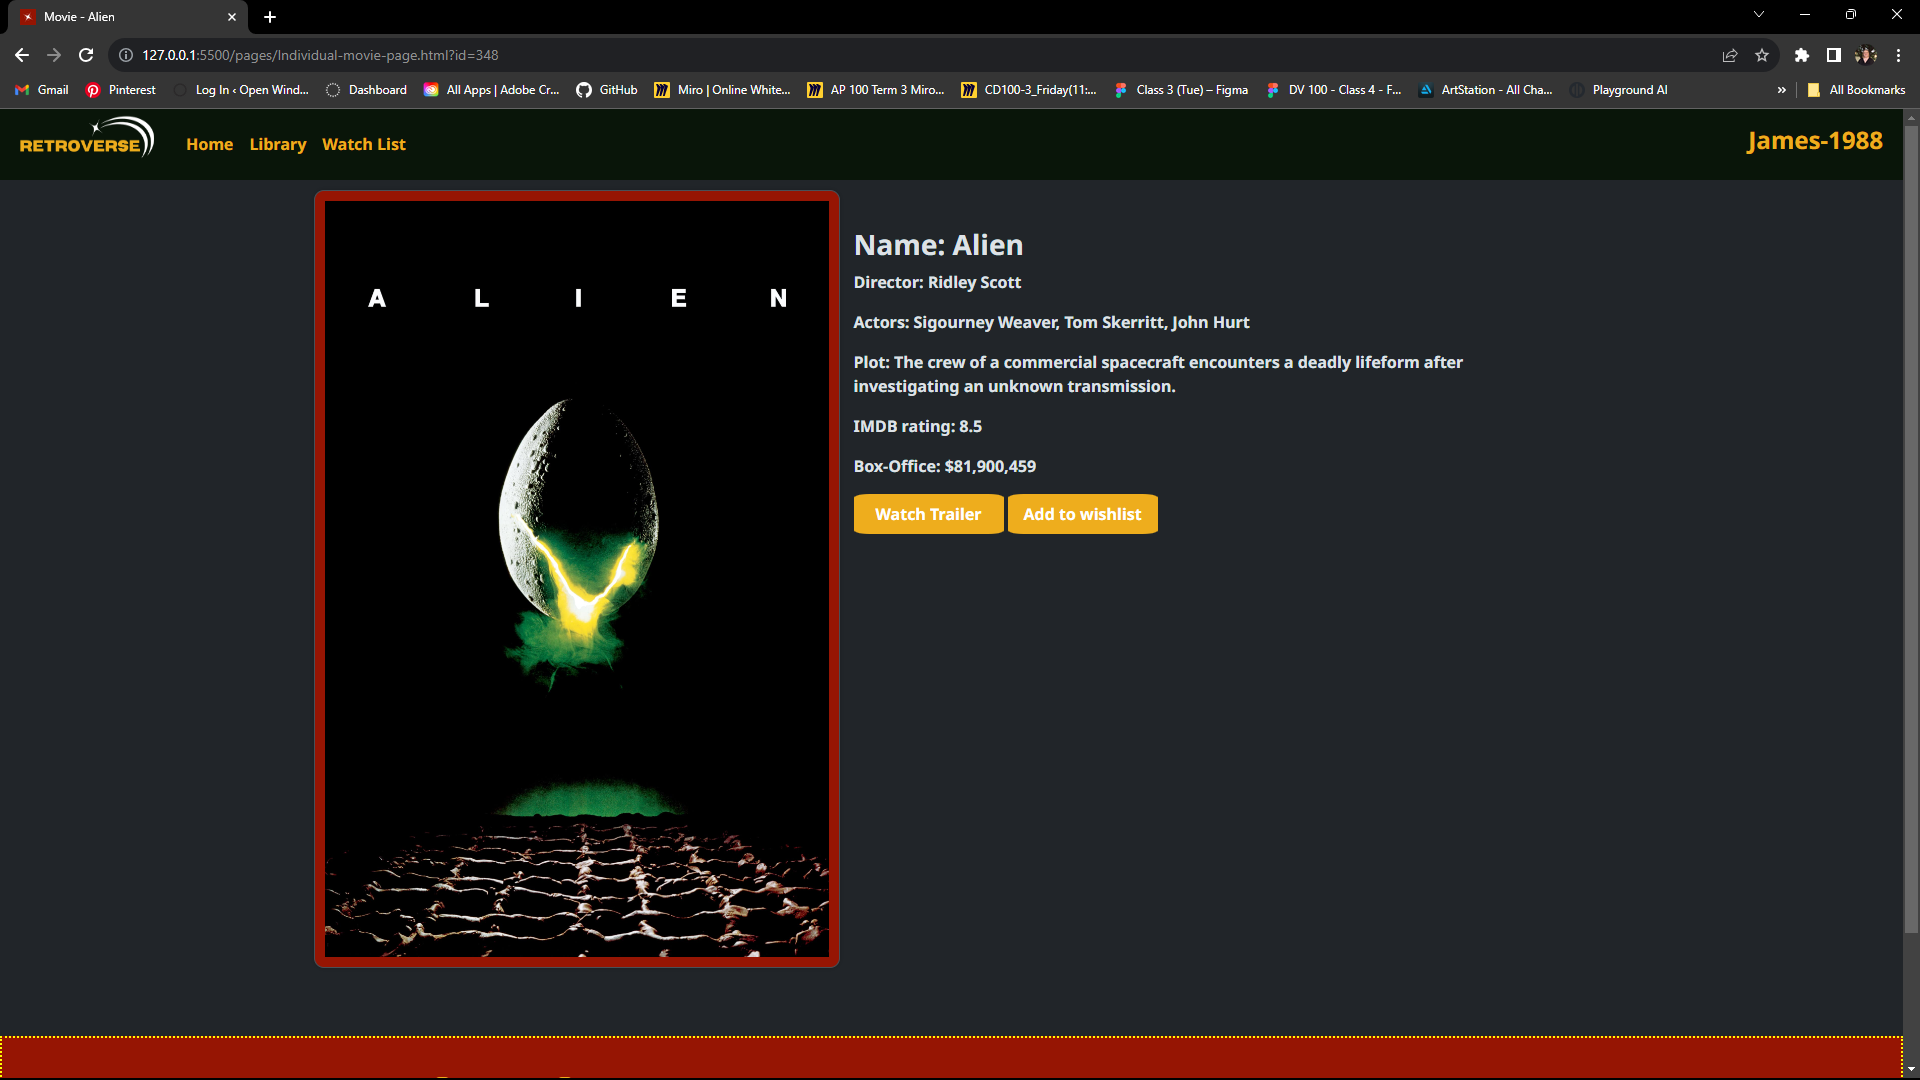 Movie - Alien
127.0.0.1:5500/pages/Individual-movie-page.html?id=348
Gmail Pinterest Log In ‹ Open Wind... Dashboard All Apps | Adobe Cr... GitHub Miro | Online White... AP 100 Term 3 Miro... CD100-3_Friday(11:... Class 3 (Tue) – Figma DV 100 - Class 4 - F... ArtStation - All Cha... Playground AI » All Bookmarks
RETROVERSE Home Library Watch List James-1988
A L I E N
Name: Alien
Director: Ridley Scott
Actors: Sigourney Weaver, Tom Skerritt, John Hurt
Plot: The crew of a commercial spacecraft encounters a deadly lifeform after
investigating an unknown transmission.
IMDB rating: 8.5
Box-Office: $81,900,459
Watch Trailer Add to wishlist